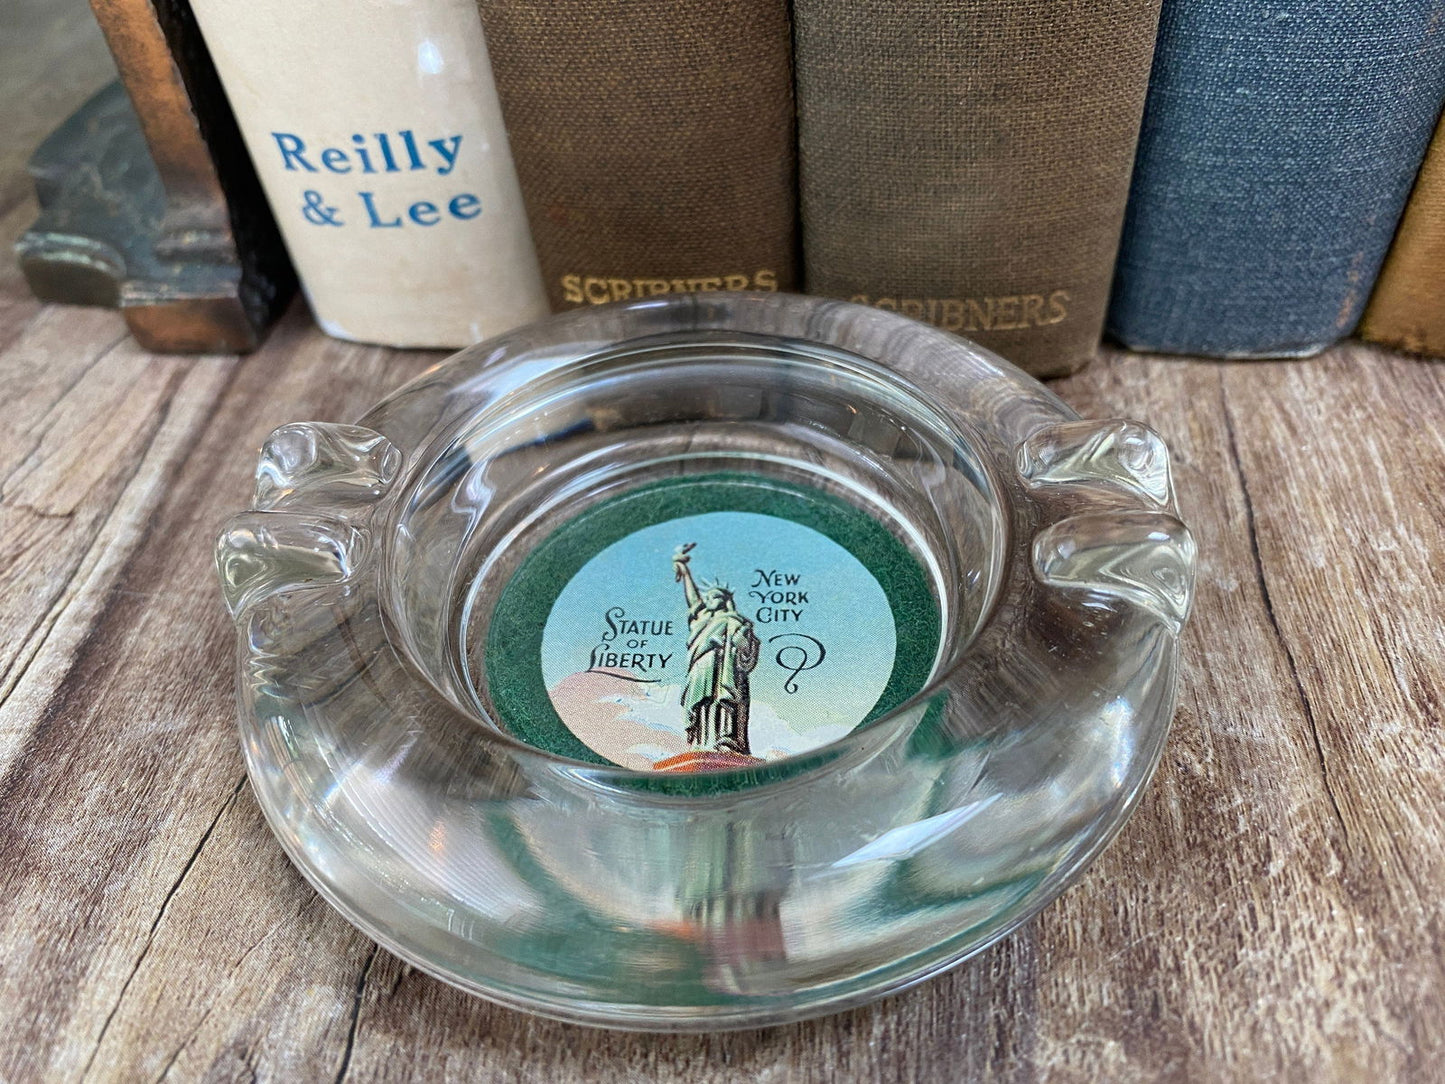 Reilly
& Lee
SCRIBNERS
SCRIBNERS
STATUE
OF
LIBERTY
NEW
YORK
CITY